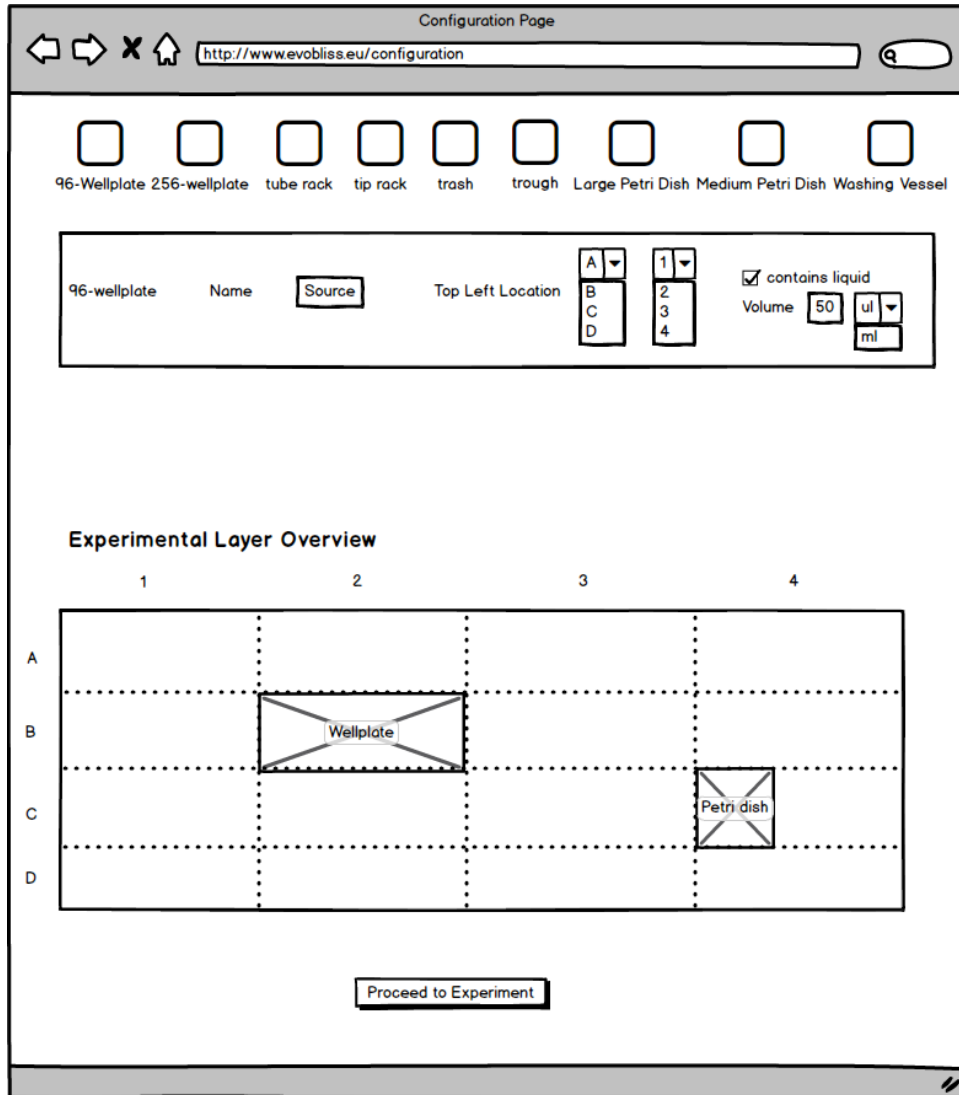 Configuration Page
http://www.evobliss.eu/configuration
96-Wellplate 256-wellplate tube rack tip rack trash trough Large Petri Dish Medium Petri Dish Washing Vessel
96-wellplate Name Source Top Left Location A 1 contains liquid
B 2 Volume 50 ul
C 3
D 4 ml
Experimental Layer Overview
1 2 3 4
A
B Wellplate
C Petri dish
D
Proceed to Experiment